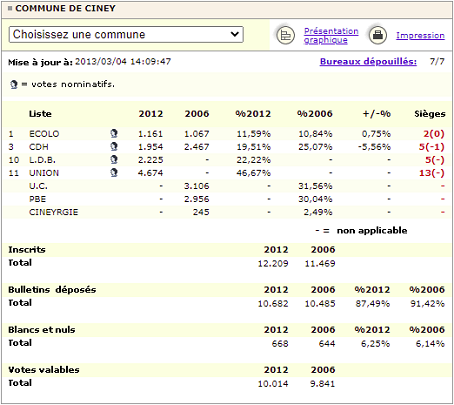 COMMUNE DE CINEY
Choisissez une commune Présentation graphique Impression
Mise à jour à: 2013/03/04 14:09:47 Bureaux dépouillés: 7/7
= votes nominatifs.
Liste 2012 2006 %2012 %2006 +/-% Sièges
1 ECOLO 1.161 1.067 11,59% 10,84% 0,75% 2(0)
3 CDH 1.954 2.467 19,51% 25,07% -5,56% 5(-1)
10 L.D.B. 2.225 - 22,22% - - 5(-)
11 UNION 4.674 - 46,67% - - 13(-)
U.C. - 3.106 - 31,56% - -
PBE - 2.956 - 30,04% - -
CINEYRGIE - 245 - 2,49% - -
- = non applicable
Inscrits 2012 2006
Total 12.209 11.469
Bulletins déposés 2012 2006 %2012 %2006
Total 10.682 10.485 87,49% 91,42%
Blancs et nuls 2012 2006 %2012 %2006
Total 668 644 6,25% 6,14%
Votes valables 2012 2006
Total 10.014 9.841